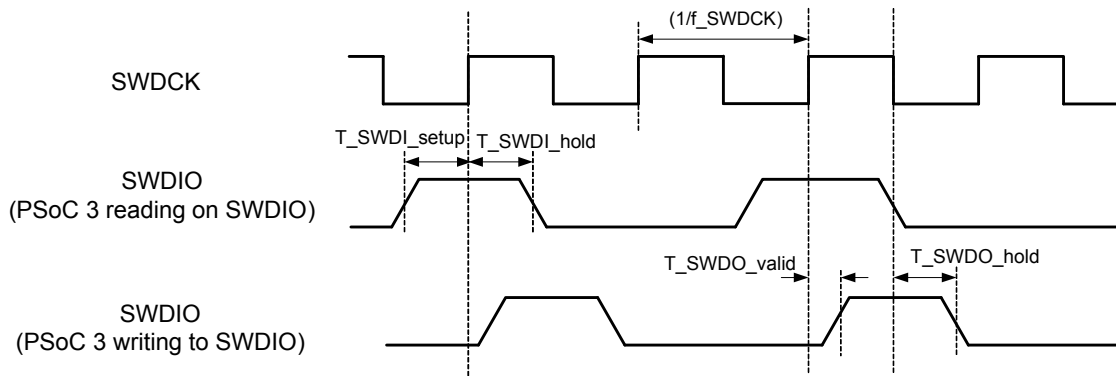 (1/f_SWDCK)
SWDCK
T_SWDI_setup
T_SWDI_hold
SWDIO
(PSoC 3 reading on SWDIO)
T_SWDO_valid
T_SWDO_hold
SWDIO
(PSoC 3 writing to SWDIO)